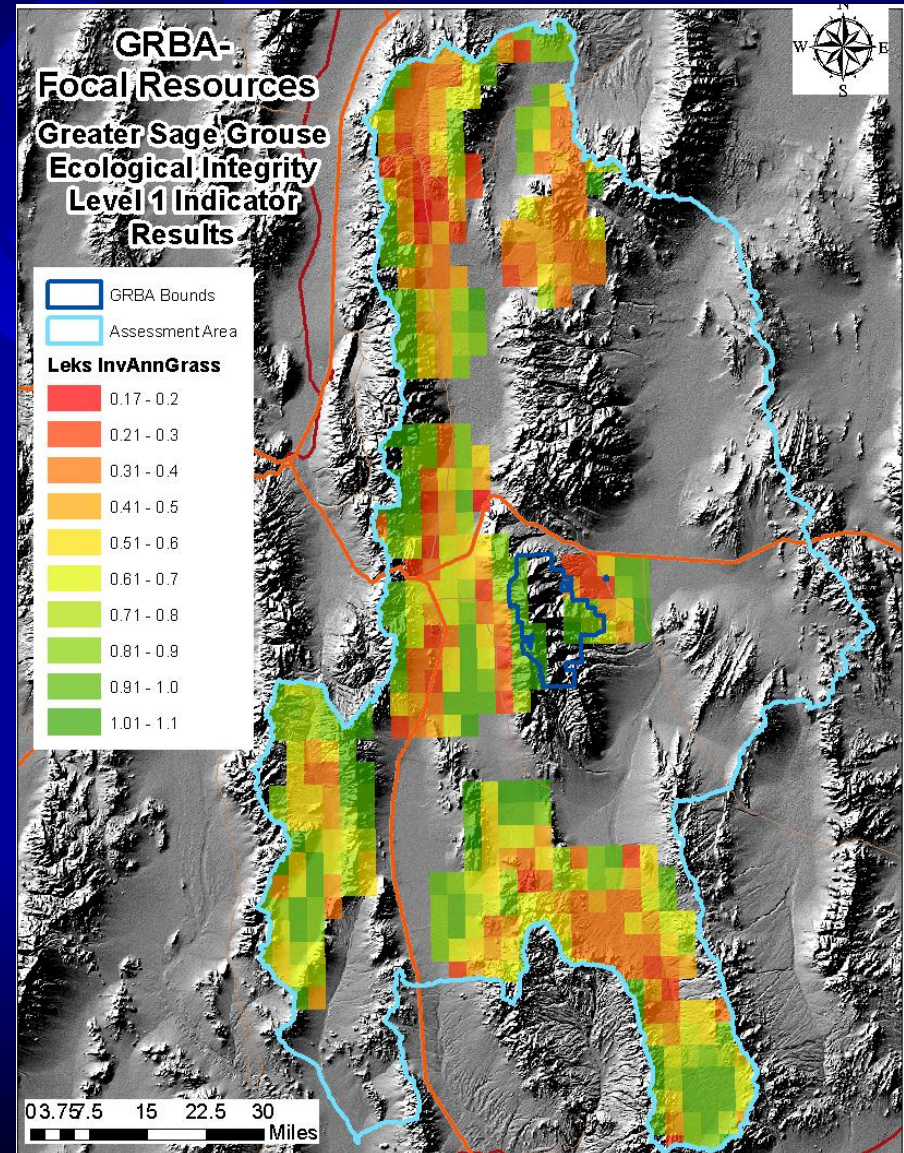 GRBA-
Focal Resources
Greater Sage Grouse
Ecological Integrity
Level 1 Indicator
Results
N
W E
S
GRBA Bounds
Assessment Area
Leks InvAnnGrass
0.17 - 0.2
0.21 - 0.3
0.31 - 0.4
0.41 - 0.5
0.51 - 0.6
0.61 - 0.7
0.71 - 0.8
0.81 - 0.9
0.91 - 1.0
1.01 - 1.1
0 3.75 7.5 15 22.5 30
Miles